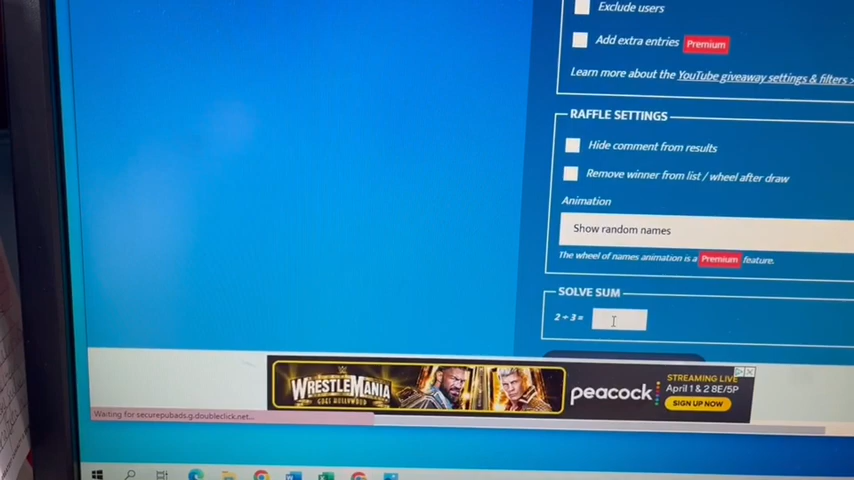 Exclude users
Add extra entries Premium
Learn more about the YouTube giveaway settings & filters >
RAFFLE SETTINGS
Hide comment from results
Remove winner from list / wheel after draw
Animation
Show random names
The wheel of names animation is a Premium feature.
SOLVE SUM
2 + 3 =
WRESTLEMANIA
GOES HOLLYWOOD
peacock
STREAMING LIVE
April 1 & 2 8E/5P
SIGN UP NOW
Waiting for securepubads.g.doubleclick.net...